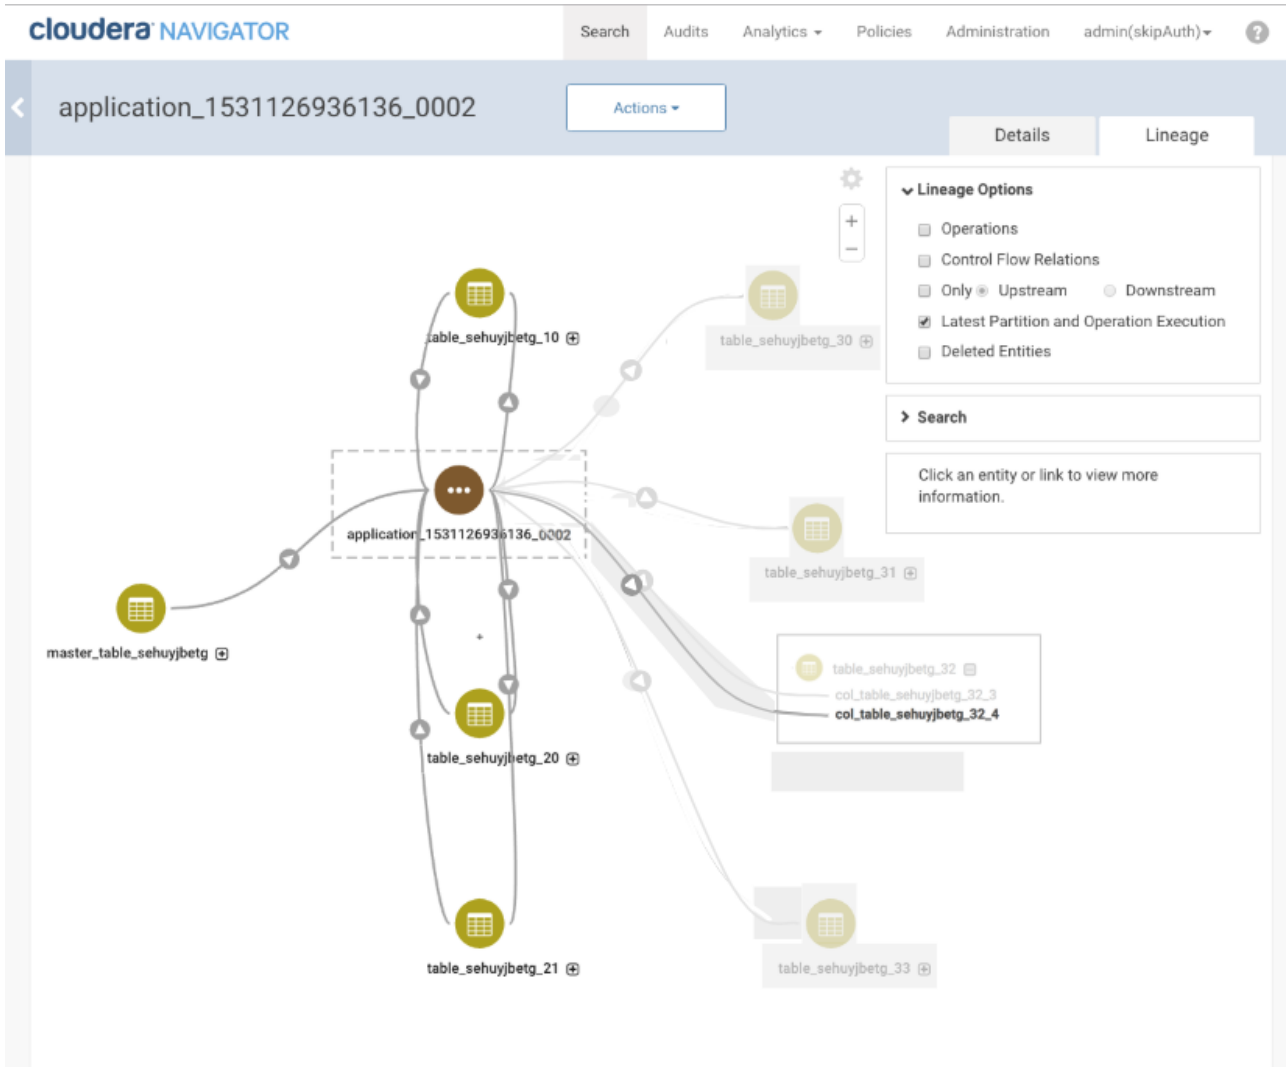 cloudera NAVIGATOR
Search Audits Analytics Policies Administration admin(skipAuth) ?
application_1531126936136_0002
Actions
Details Lineage
Lineage Options
Operations
Control Flow Relations
Only Upstream Downstream
Latest Partition and Operation Execution
Deleted Entities
Search
Click an entity or link to view more
information.
table_sehuyjbetg_10
table_sehuyjbetg_30
application_1531126936136_0002
table_sehuyjbetg_31
master_table_sehuyjbetg
table_sehuyjbetg_32
col_table_sehuyjbetg_32_3
col_table_sehuyjbetg_32_4
table_sehuyjbetg_20
table_sehuyjbetg_21
table_sehuyjbetg_33